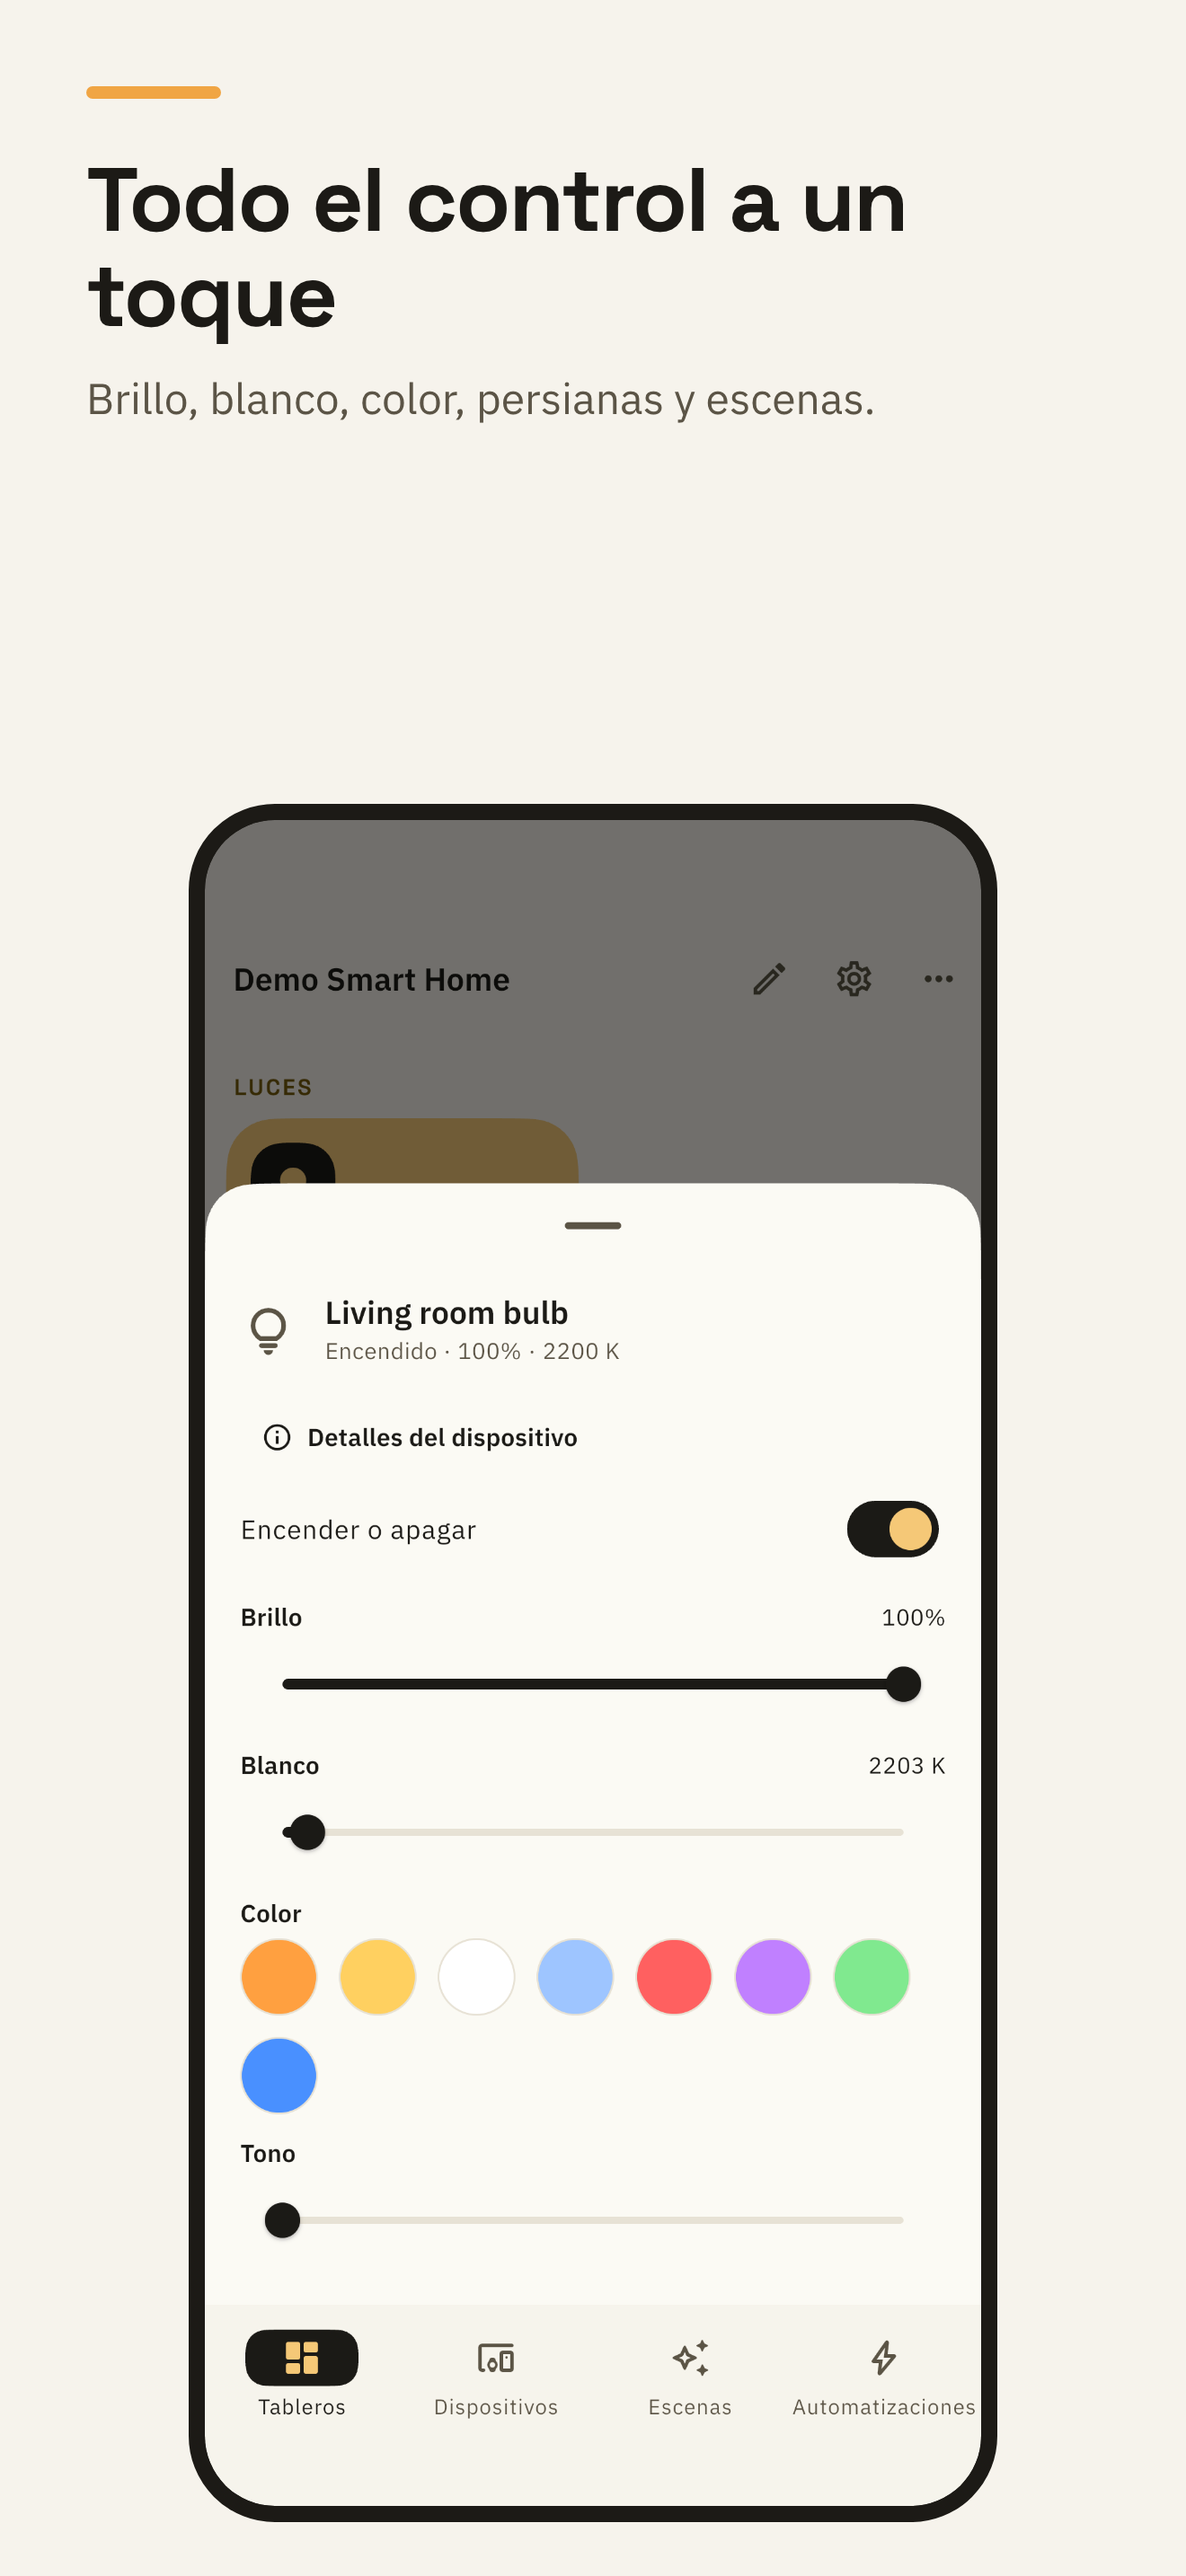 Todo el control a un
toque
Brillo, blanco, color, persianas y escenas.
Demo Smart Home
LUCES
Living room bulb
Encendido · 100% · 2200 K
Detalles del dispositivo
Encender o apagar
Brillo 100%
Blanco 2203 K
Color
Tono
Tableros Dispositivos Escenas Automatizaciones